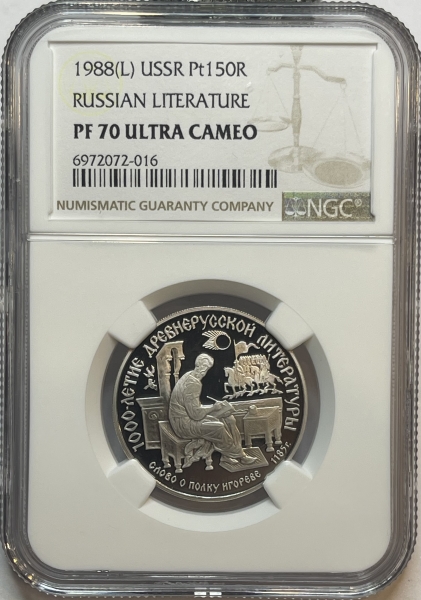 1988(L) USSR Pt150R
RUSSIAN LITERATURE
PF 70 ULTRA CAMEO
6972072-016
NUMISMATIC GUARANTY COMPANY
NGC®
1000-ЛЕТИЕ ДРЕВНЕРУССКОЙ ЛИТЕРАТУРЫ
СЛОВО О ПОЛКУ ИГОРЕВЕ
1185г.